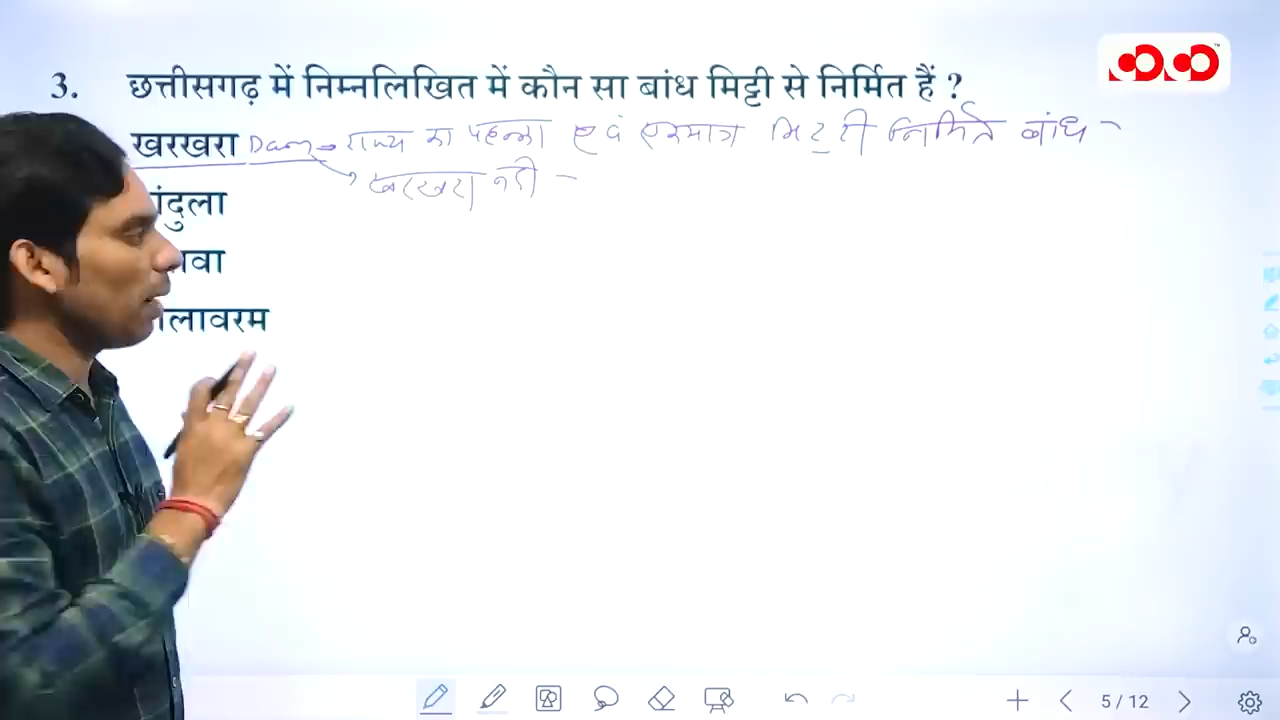 3. छत्तीसगढ़ में निम्नलिखित में कौन सा बांध मिट्टी से निर्मित हैं ?
खरखरा Dam → राज्य का पहला एवं एकमात्र मिट्टी निर्मित बांध -
खरखरा नदी -
ंदुला
वा
लावरम
5/12